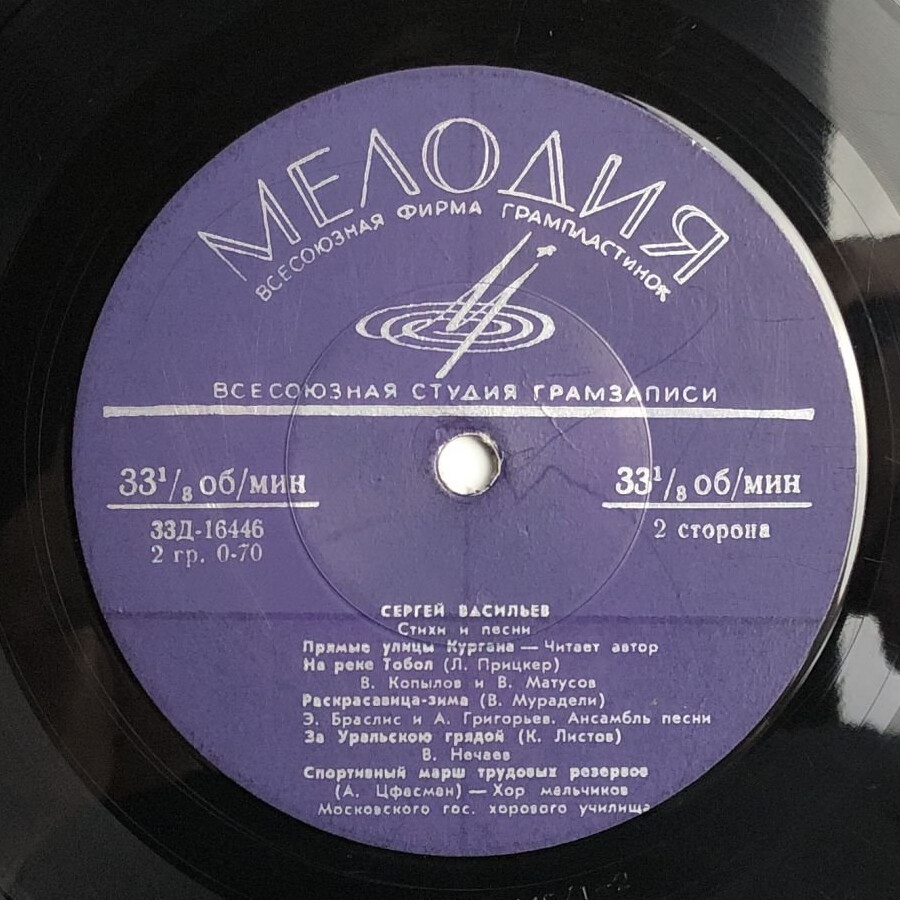 МЕЛОДИЯ
ВСЕСОЮЗНАЯ ФИРМА ГРАМПЛАСТИНОК
ВСЕСОЮЗНАЯ СТУДИЯ ГРАМЗАПИСИ
33¹/₃ об/мин
33Д-16446
2 гр. 0-70
33¹/₃ об/мин
2 сторона
СЕРГЕЙ ВАСИЛЬЕВ
Стихи и песни
Прямые улицы Кургана — Читает автор
На реке Тобол (Л. Прицкер)
В. Копылов и В. Матусов
Раскрасавица-зима (В. Мурадели)
Э. Браслис и А. Григорьев. Ансамбль песни
За Уральскою грядой (К. Листов)
В. Нечаев
Спортивный марш трудовых резервов
(А. Цфасман) — Хор мальчиков
Московского гос. хорового училища